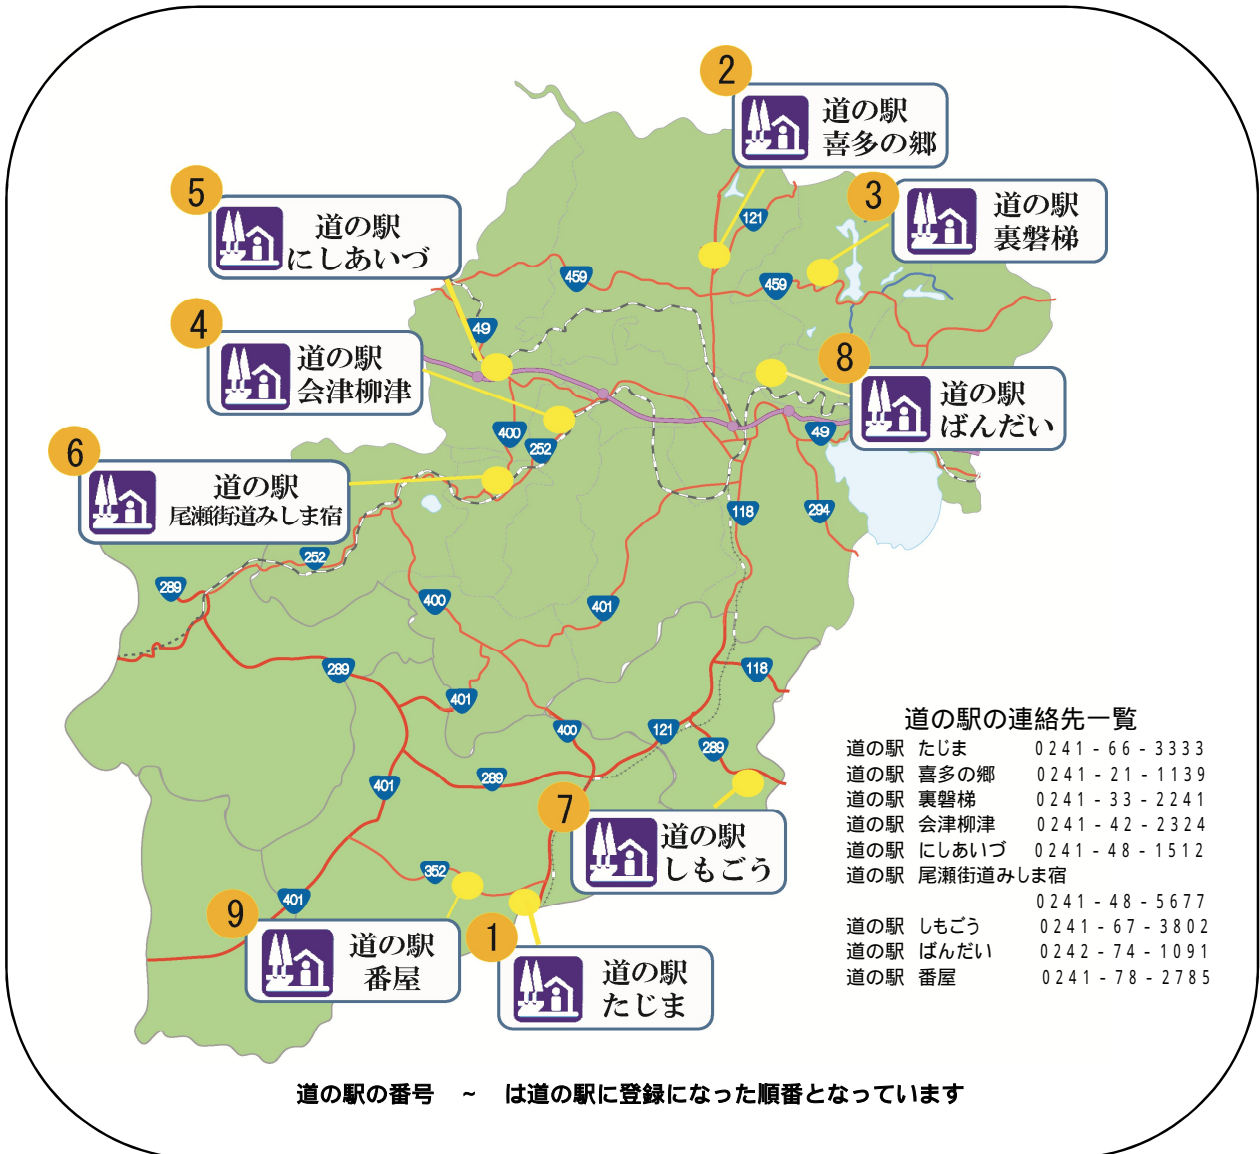 2
道の駅
喜多の郷
5
道の駅
にしあいづ
3
道の駅
裏磐梯
121
459
459
4
道の駅
会津柳津
49
8
道の駅
ばんだい
49
400
252
6
道の駅
尾瀬街道みしま宿
118
294
252
289
400
401
289
118
401
400
121
289
289
401
7
道の駅
しもごう
352
401
9
道の駅
番屋
1
道の駅
たじま
道の駅の連絡先一覧
道の駅 たじま 0241-66-3333
道の駅 喜多の郷 0241-21-1139
道の駅 裏磐梯 0241-33-2241
道の駅 会津柳津 0241-42-2324
道の駅 にしあいづ 0241-48-1512
道の駅 尾瀬街道みしま宿
0241-48-5677
道の駅 しもごう 0241-67-3802
道の駅 ばんだい 0242-74-1091
道の駅 番屋 0241-78-2785
道の駅の番号 ～ は道の駅に登録になった順番となっています